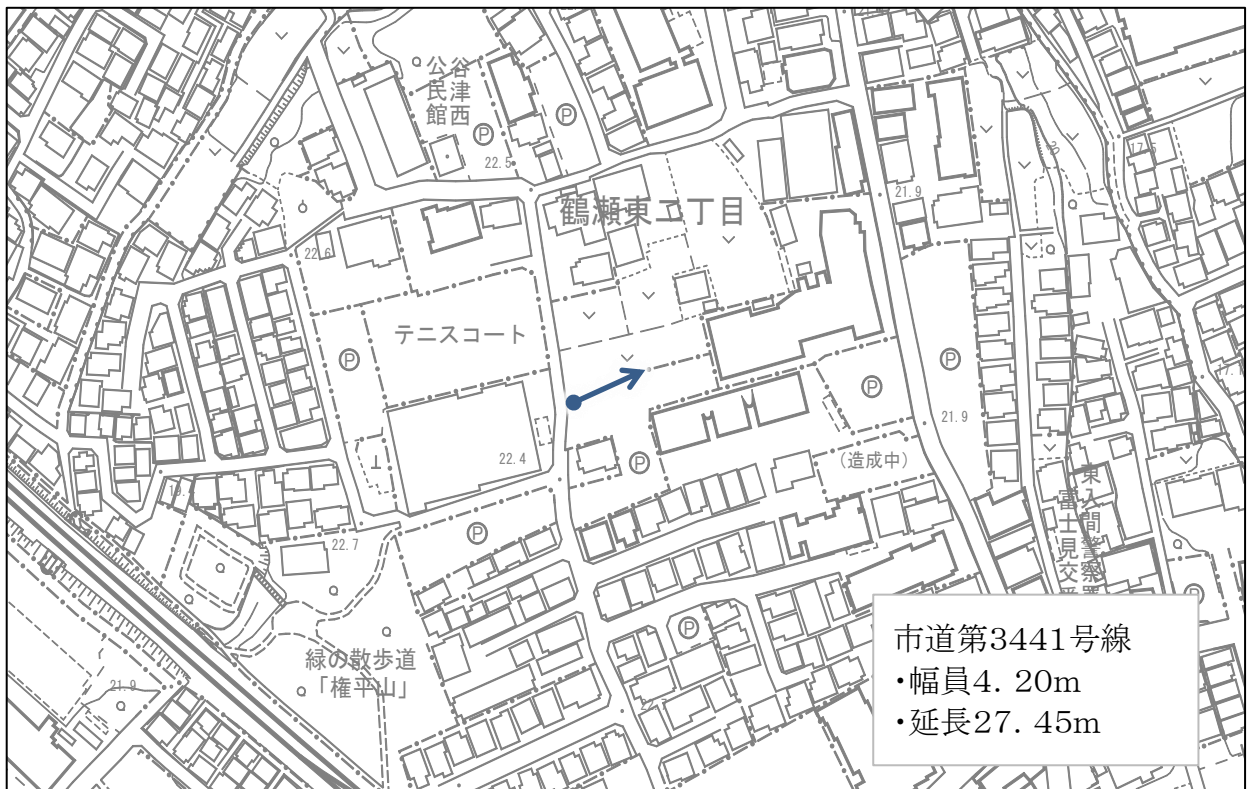 谷津西
公民館
Ⓟ
Ⓟ
22.5
鶴瀬東二丁目
21.9
17.5
22.6
テニスコート
Ⓟ
Ⓟ
Ⓟ
21.9
22.4
Ⓟ
(造成中)
Ⓟ
22.7
東入間警察署
富士見交番
Ⓟ
Ⓟ
緑の散歩道
「権平山」
21.9
市道第3441号線
・幅員4.20m
・延長27.45m